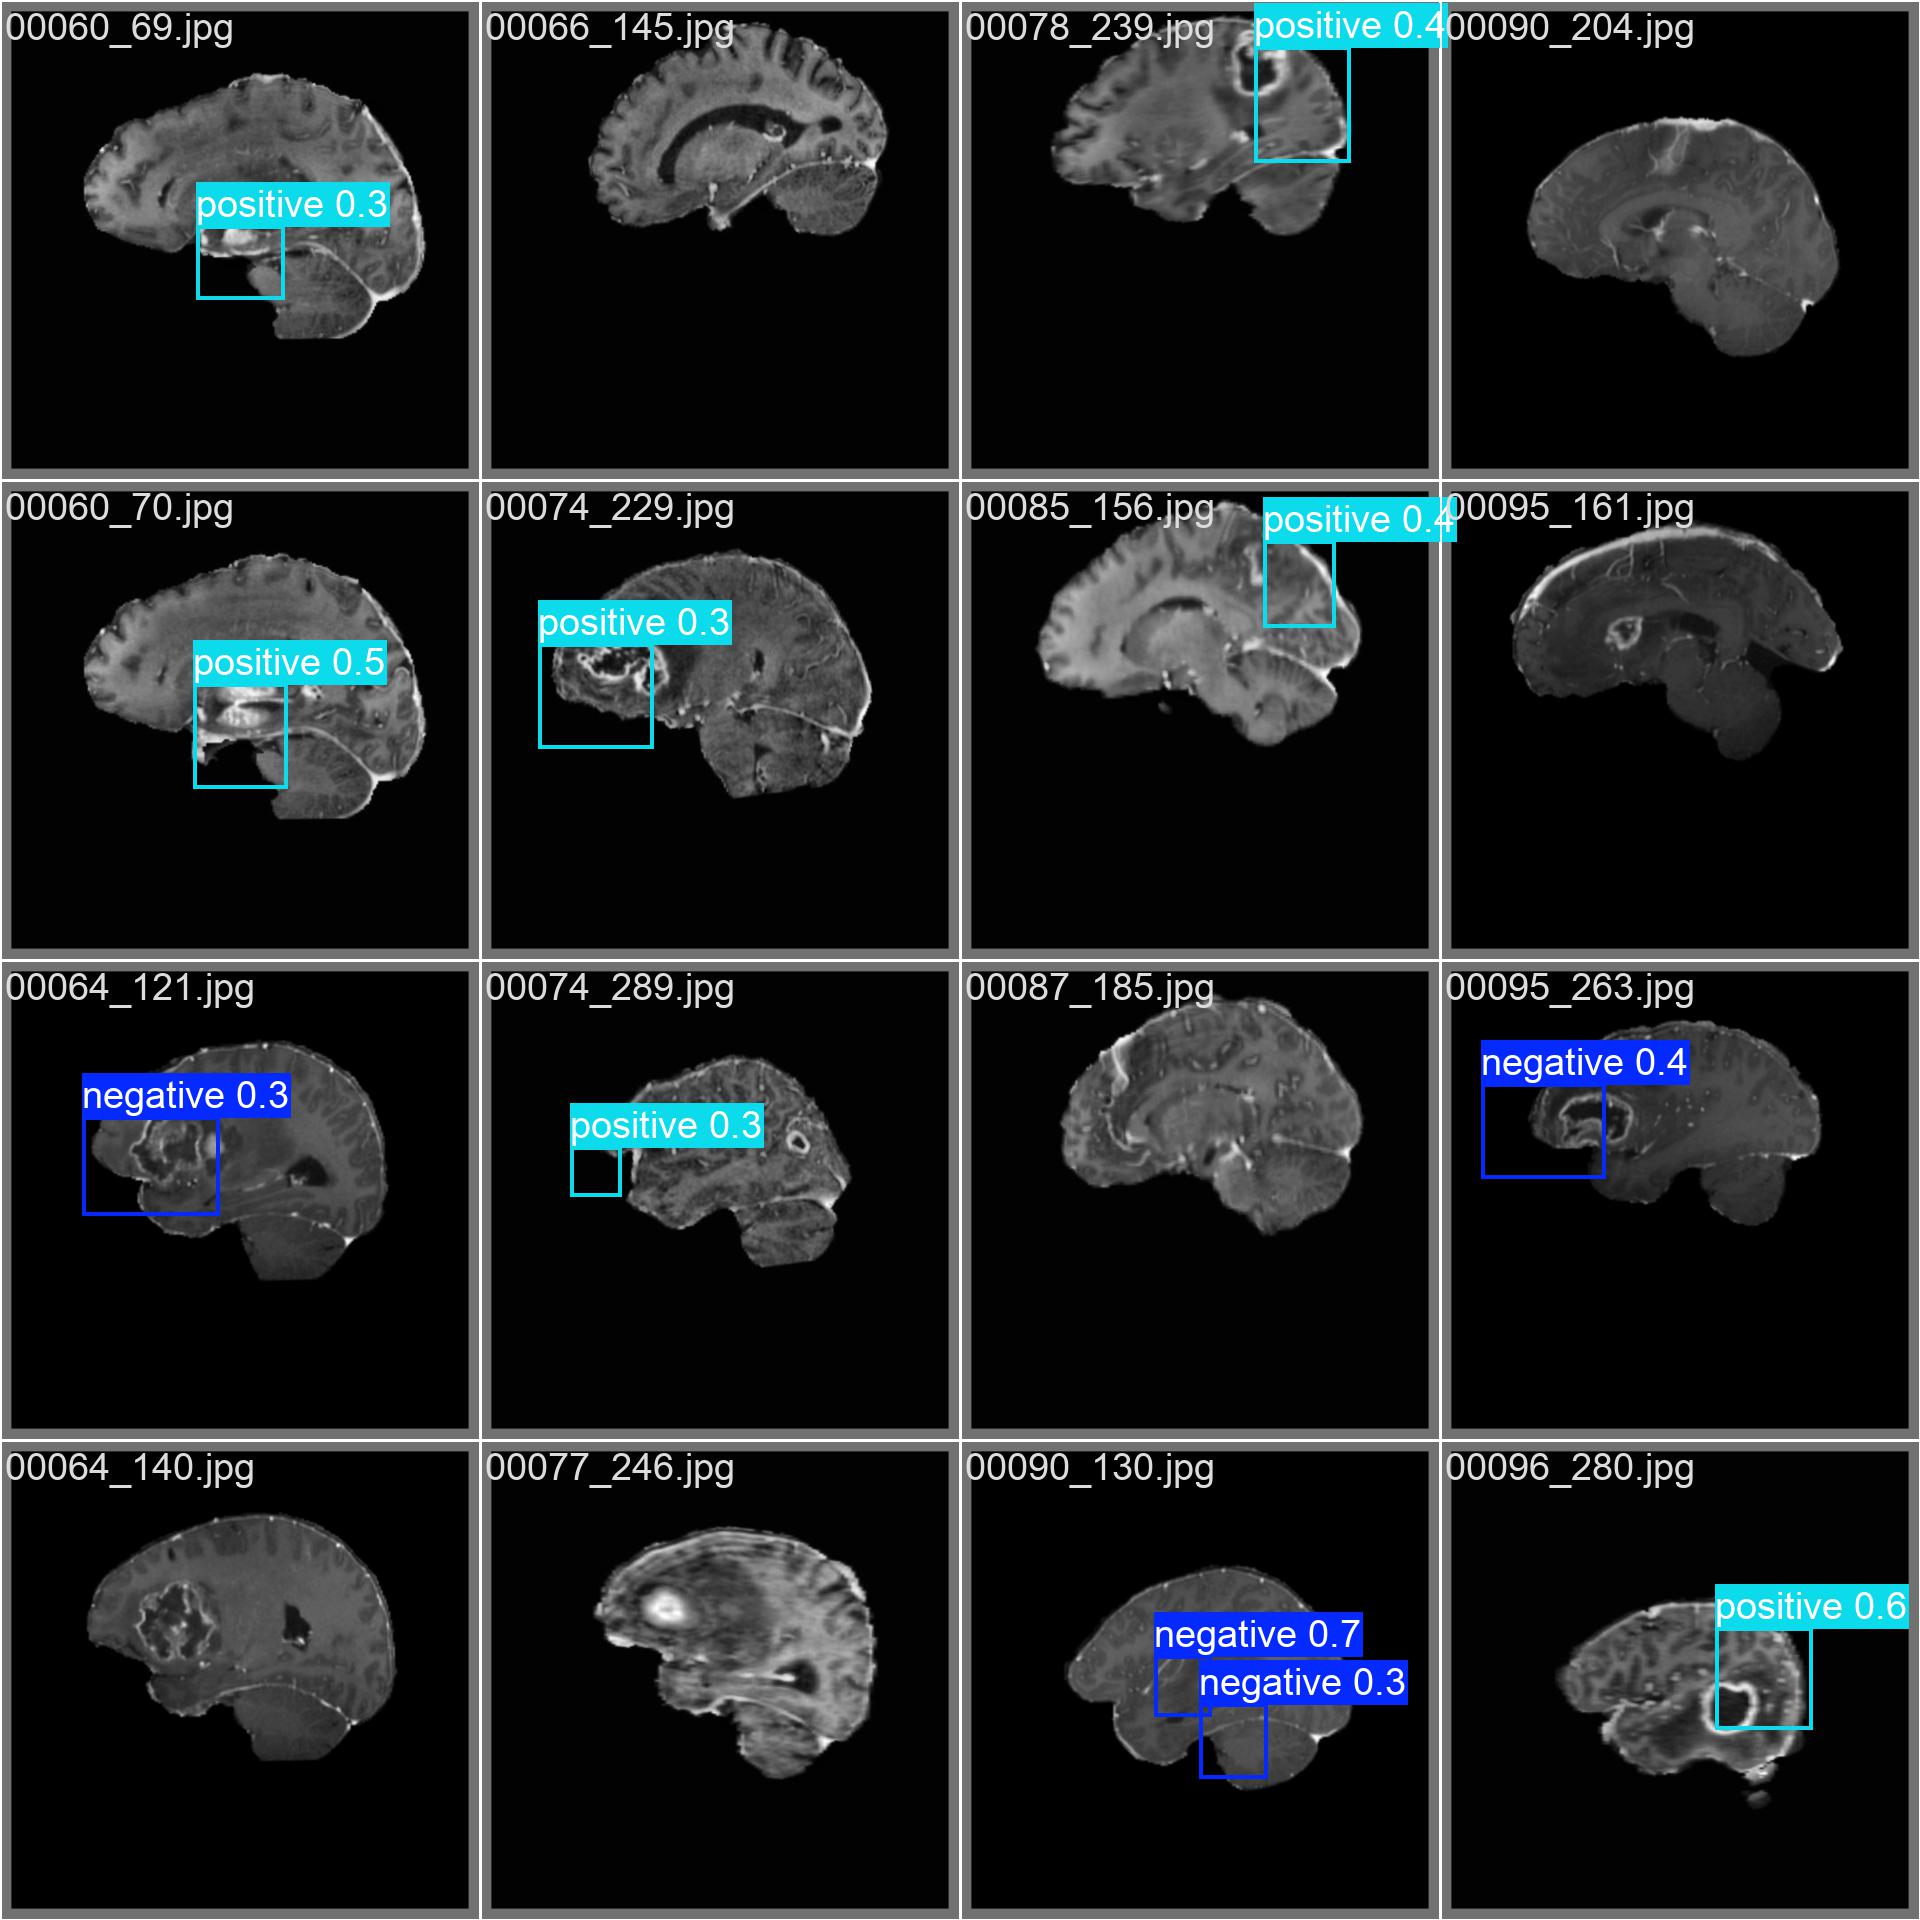 00060_69.jpg
positive 0.3
00066_145.jpg
00078_239.jpg
positive 0.4
00090_204.jpg
00060_70.jpg
positive 0.5
00074_229.jpg
positive 0.3
00085_156.jpg
positive 0.4
00095_161.jpg
00064_121.jpg
negative 0.3
00074_289.jpg
positive 0.3
00087_185.jpg
00095_263.jpg
negative 0.4
00064_140.jpg
00077_246.jpg
00090_130.jpg
negative 0.7
negative 0.3
00096_280.jpg
positive 0.6